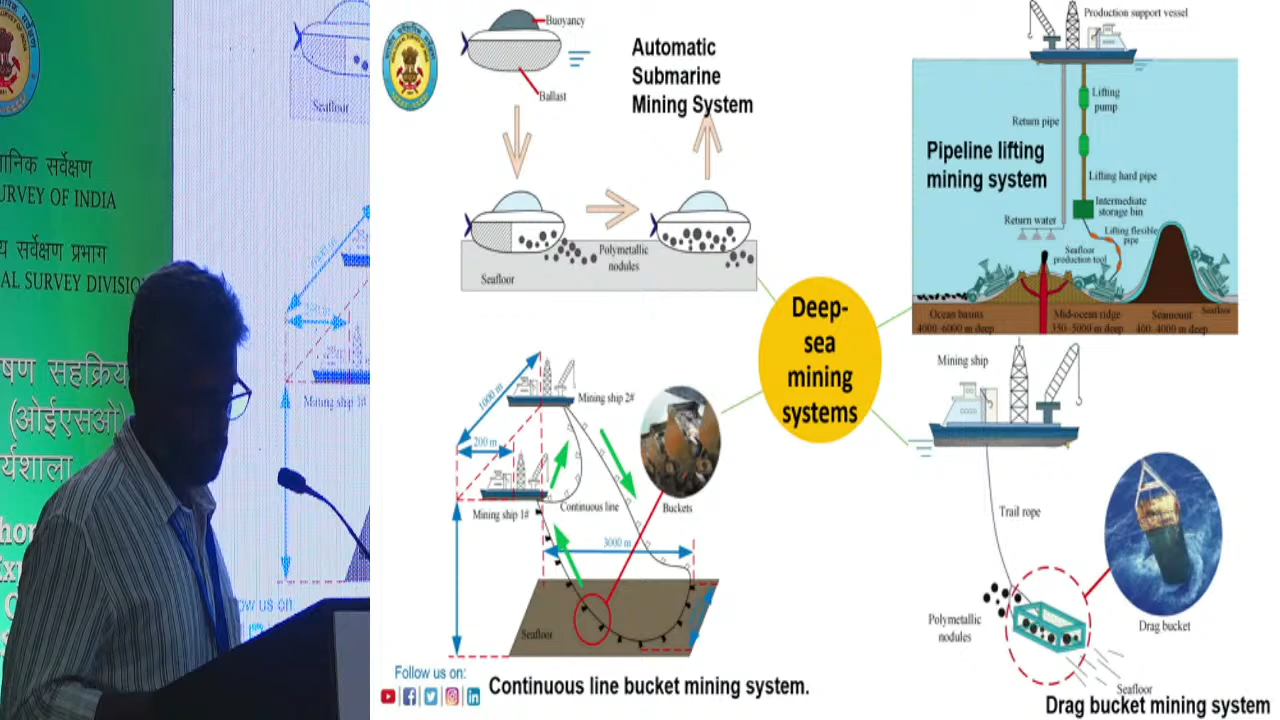 Seafloor
ानिक सर्वेक्षण
URVEY OF INDIA
य सर्वेक्षण प्रभाग
AL SURVEY DIVISION
षण सहक्रिय
(ओईएसओ)
र्यशाला
Mining ship 1#
ow us on
Buoyancy
Ballast
Automatic
Submarine
Mining System
Polymetallic
nodules
Seafloor
Production support vessel
Lifting
pump
Return pipe
Pipeline lifting
mining system
Lifting hard pipe
Intermediate
storage bin
Return water
Lifting flexible
pipe
Seafloor
production tool
Ocean basins
4000–6000 m deep
Mid-ocean ridge
350–5000 m deep
Seamount
400–4000 m deep
Seafloor
Deep-
sea
mining
systems
1000 m
Mining ship 2#
200 m
Mining ship 1#
Continuous line
Buckets
3000 m
Seafloor
Follow us on:
Continuous line bucket mining system.
Mining ship
Trail rope
Polymetallic
nodules
Drag bucket
Seafloor
Drag bucket mining system